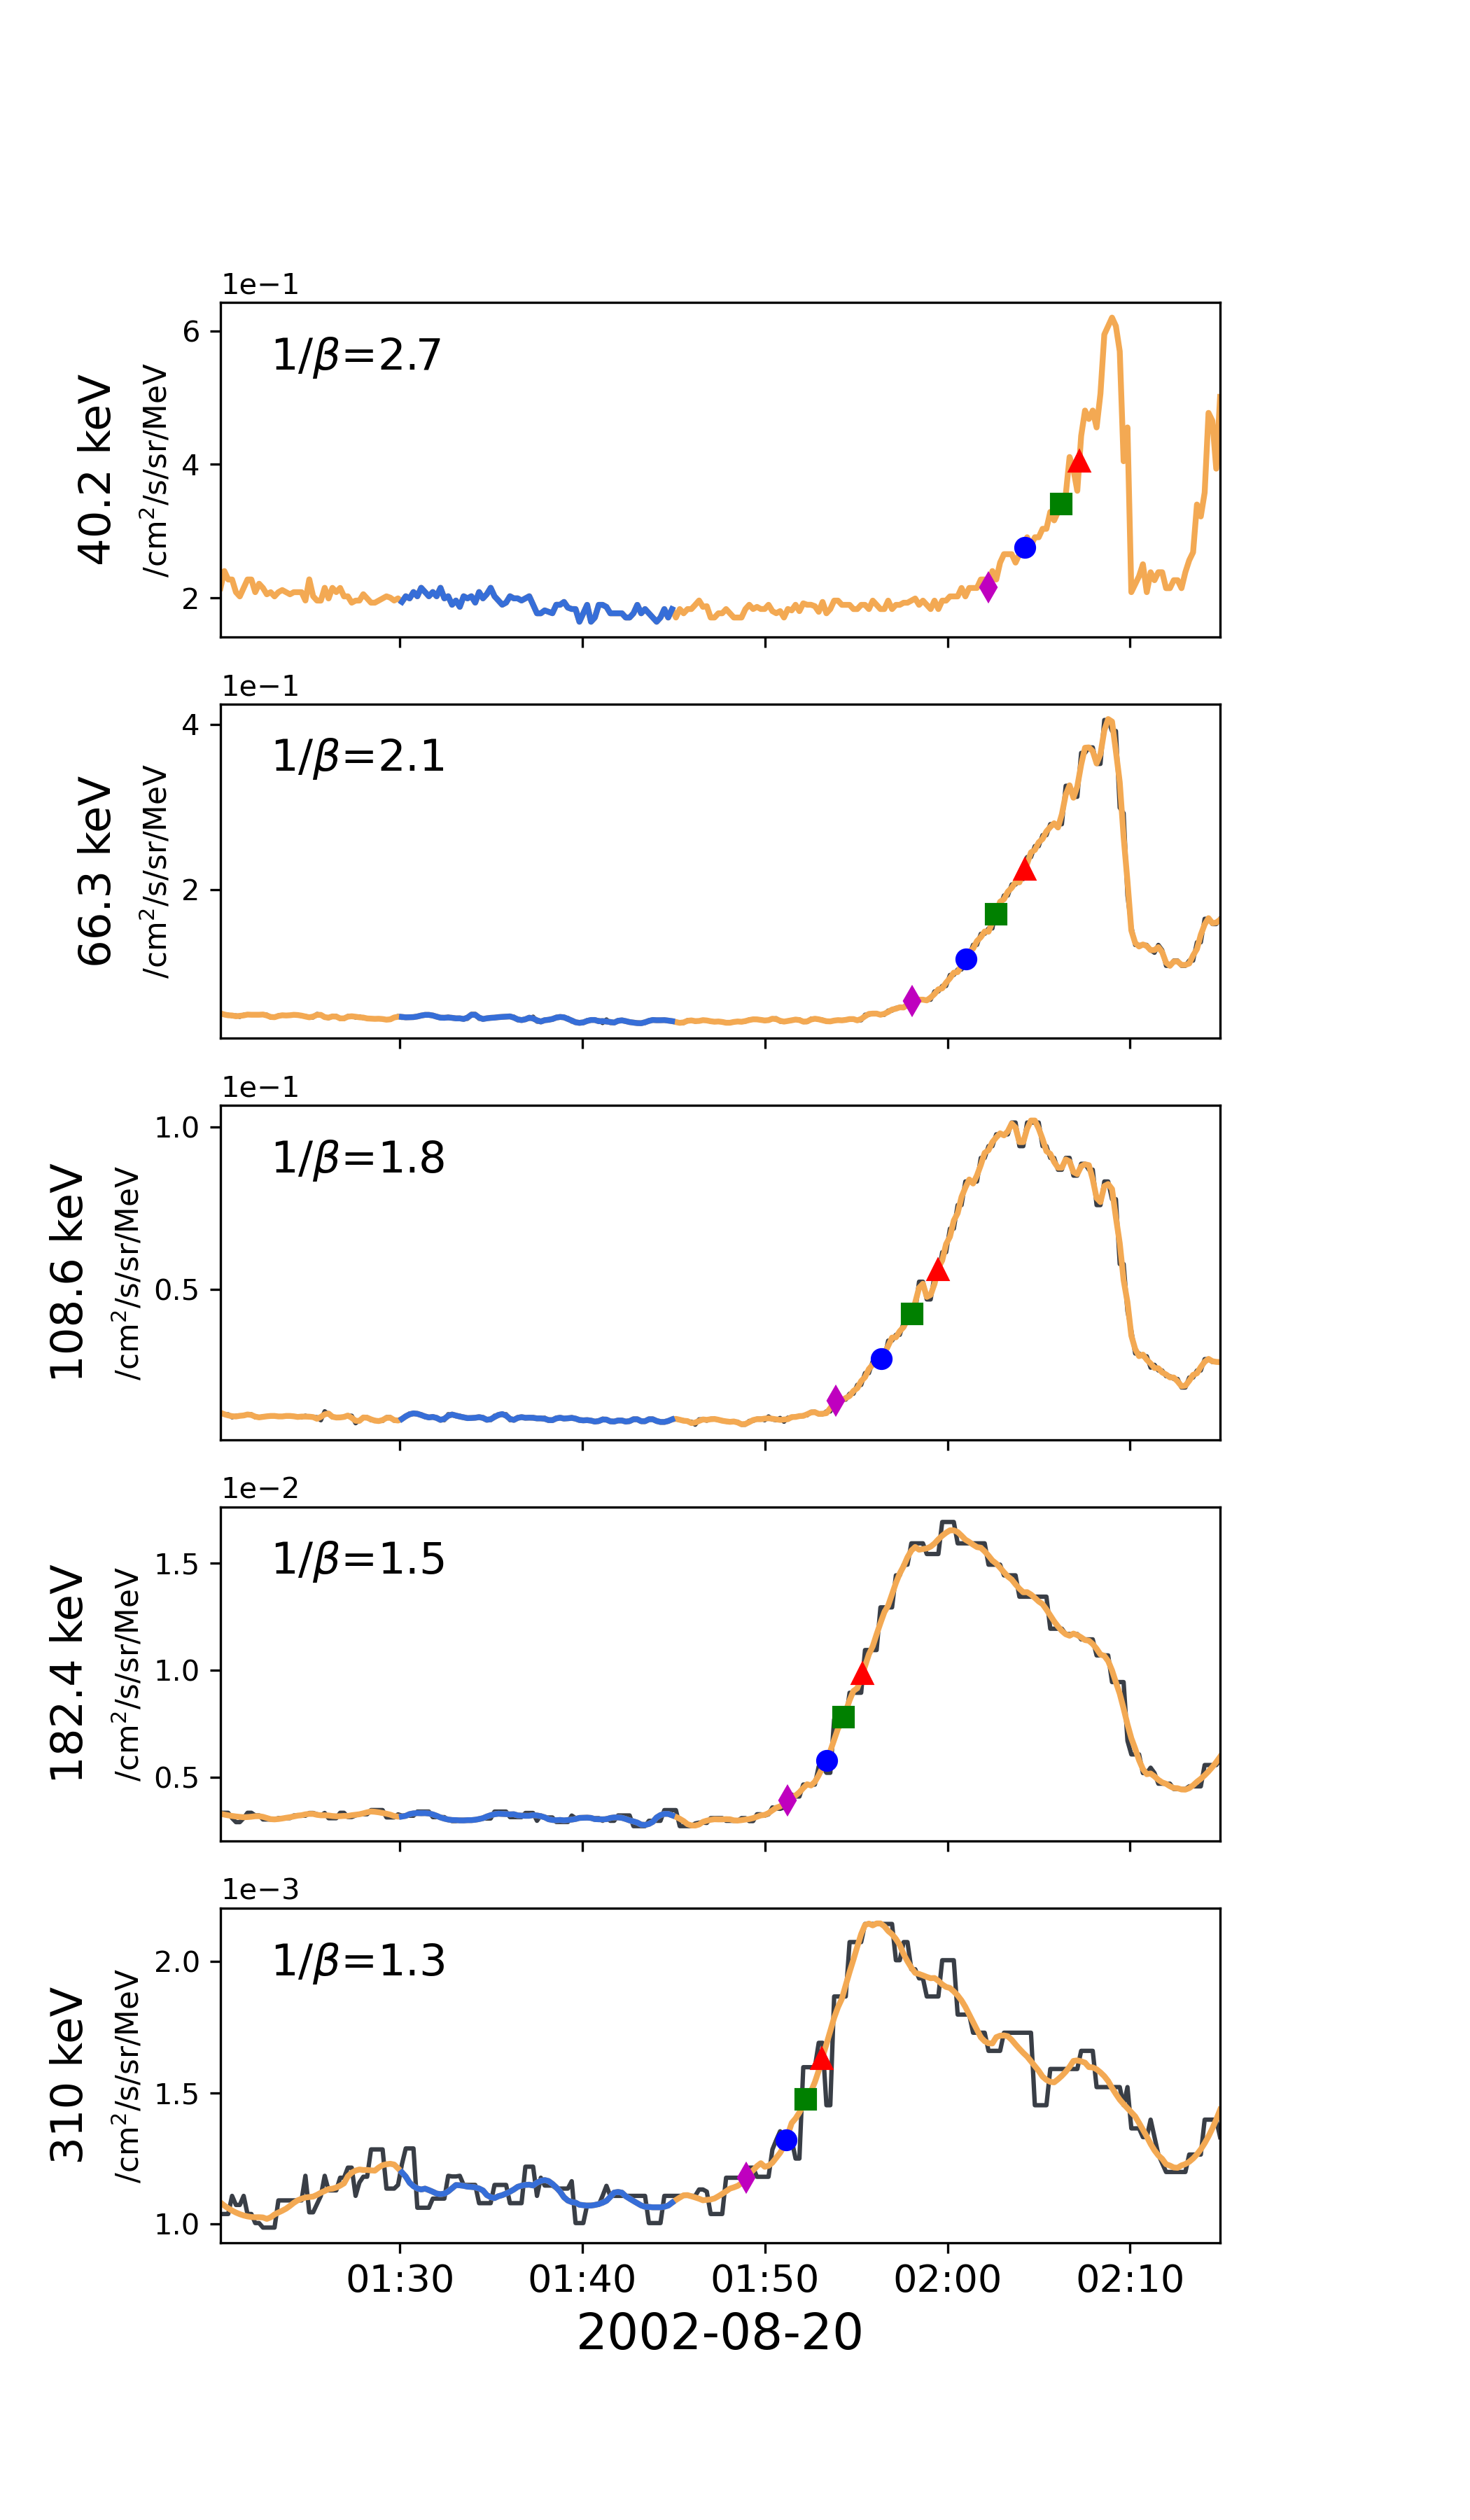 1e−1
6
4
2
1/β=2.7
40.2 keV
/cm²/s/sr/MeV
1e−1
4
2
1/β=2.1
66.3 keV
/cm²/s/sr/MeV
1e−1
1.0
0.5
1/β=1.8
108.6 keV
/cm²/s/sr/MeV
1e−2
1.5
1.0
0.5
1/β=1.5
182.4 keV
/cm²/s/sr/MeV
1e−3
2.0
1.5
1.0
1/β=1.3
310 keV
/cm²/s/sr/MeV
01:30 01:40 01:50 02:00 02:10
2002-08-20